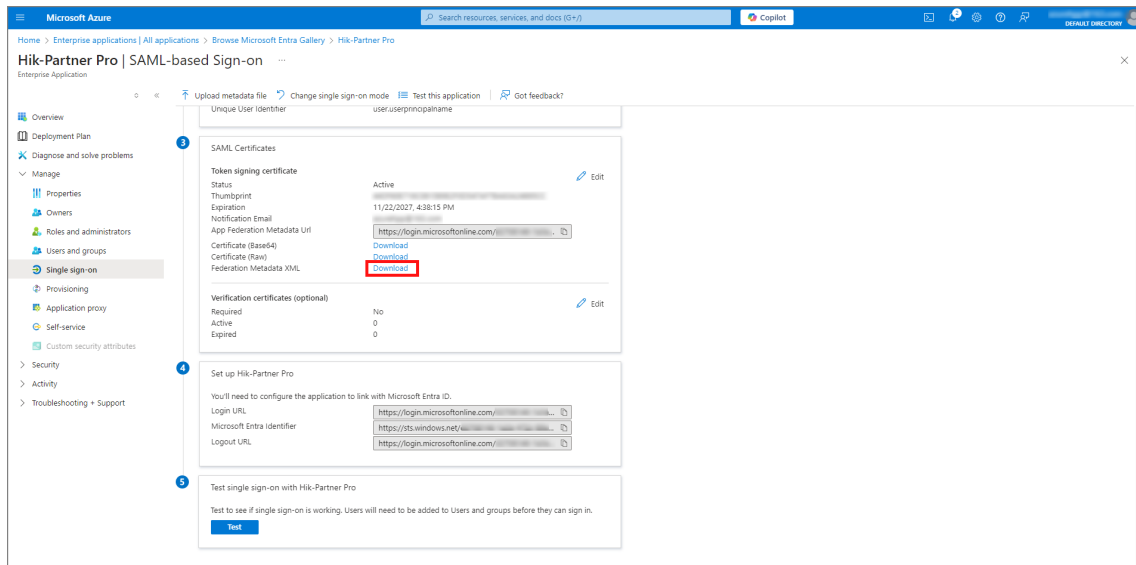 Microsoft Azure
Search resources, services, and docs (G+/)
Copilot
2
DEFAULT DIRECTORY
Home > Enterprise applications | All applications > Browse Microsoft Entra Gallery > Hik-Partner Pro >
Hik-Partner Pro | SAML-based Sign-on ...
Enterprise Application
Upload metadata file Change single sign-on mode Test this application Got feedback?
Overview
Deployment Plan
Diagnose and solve problems
Manage
Properties
Owners
Roles and administrators
Users and groups
Single sign-on
Provisioning
Application proxy
Self-service
Custom security attributes
Security
Activity
Troubleshooting + Support
Unique User Identifier user.userprincipalname
3
SAML Certificates
Token signing certificate
Edit
Status Active
Thumbprint
Expiration 11/22/2027, 4:38:15 PM
Notification Email
App Federation Metadata Url https://login.microsoftonline.com/ ...
Certificate (Base64) Download
Certificate (Raw) Download
Federation Metadata XML Download
Verification certificates (optional)
Edit
Required No
Active 0
Expired 0
4
Set up Hik-Partner Pro
You'll need to configure the application to link with Microsoft Entra ID.
Login URL https://login.microsoftonline.com/ ...
Microsoft Entra Identifier https://sts.windows.net/ ...
Logout URL https://login.microsoftonline.com/ ...
5
Test single sign-on with Hik-Partner Pro
Test to see if single sign-on is working. Users will need to be added to Users and groups before they can sign in.
Test